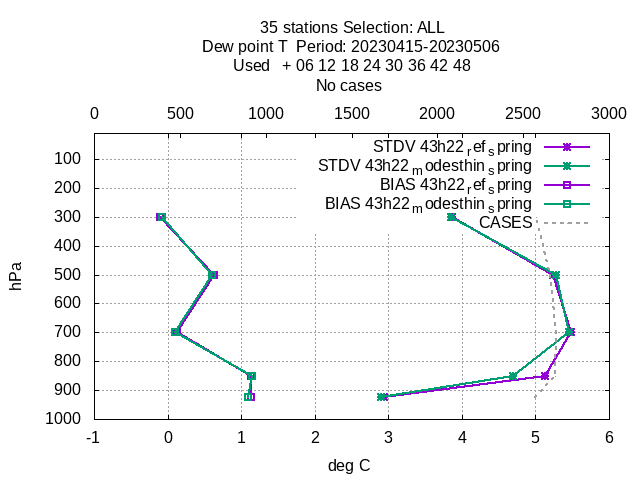 35 stations Selection: ALL
Dew point T  Period: 20230415-20230506
Used   + 06 12 18 24 30 36 42 48
No cases
0 500 1000 1500 2000 2500 3000
STDV 43h22_ref_spring
STDV 43h22_modesthin_spring
BIAS 43h22_ref_spring
BIAS 43h22_modesthin_spring
CASES
100
200
300
400
500
600
700
800
900
1000
hPa
-1 0 1 2 3 4 5 6
deg C